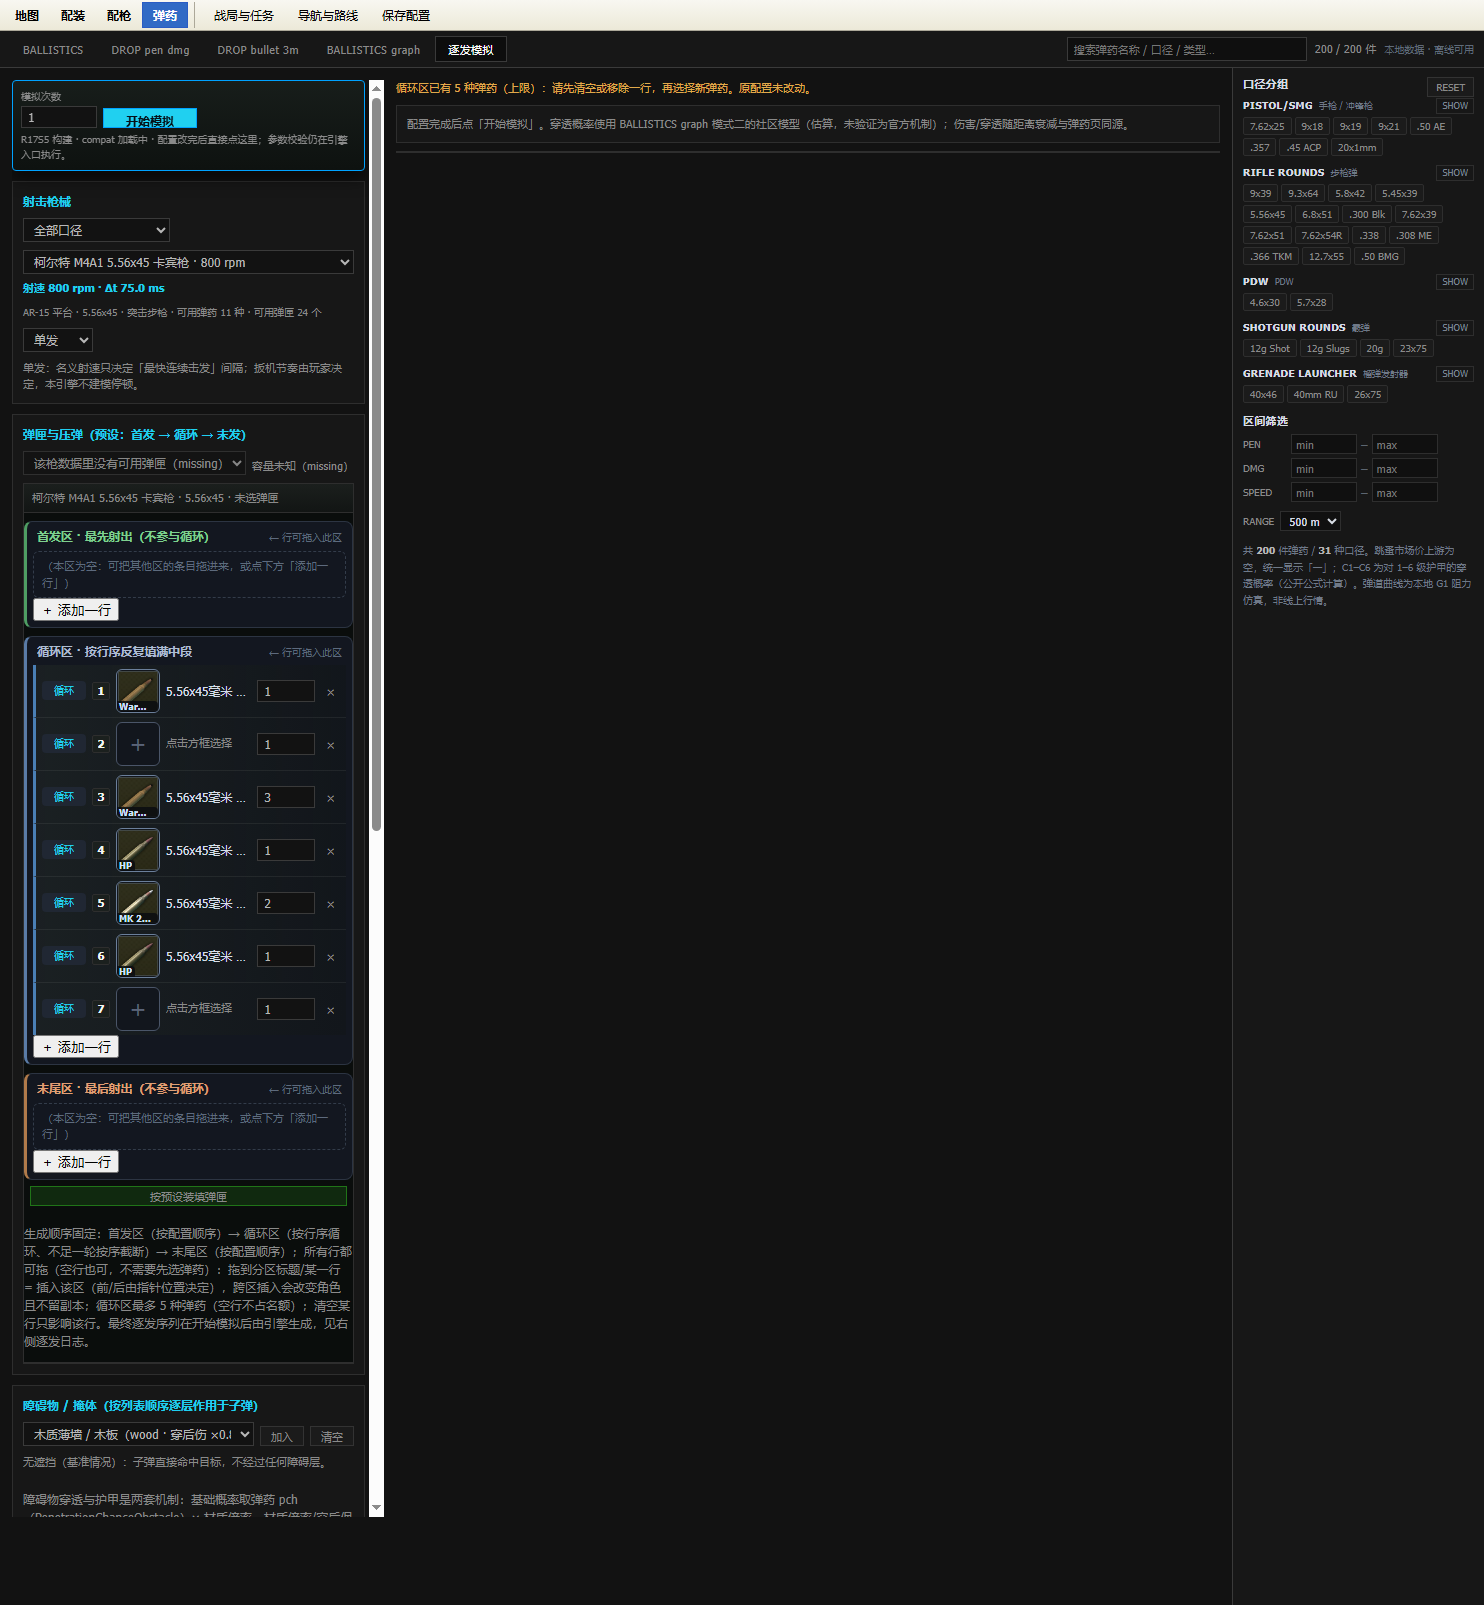 地图 配装 配枪 弹药 战局与任务 导航与路线 保存配置
BALLISTICS DROP pen dmg DROP bullet 3m BALLISTICS graph 逐发模拟 搜索弹药名称 / 口径 / 类型... 200 / 200 件 本地数据 · 离线可用
模拟次数
1 开始模拟
R17S5 构建 · compat 加载中 · 配置改完后直接点这里；参数校验仍在引擎
入口执行。
射击枪械
全部口径
柯尔特 M4A1 5.56x45 卡宾枪 · 800 rpm
射速 800 rpm · Δt 75.0 ms
AR-15 平台 · 5.56x45 · 突击步枪 · 可用弹药 11 种 · 可用弹匣 24 个
单发
单发：名义射速只决定「最快连续击发」间隔；扳机节奏由玩家决
定，本引擎不建模停顿。
弹匣与压弹（预设：首发 → 循环 → 末发）
该枪数据里没有可用弹匣（missing） 容量未知（missing）
柯尔特 M4A1 5.56x45 卡宾枪 · 5.56x45 · 未选弹匣
首发区 · 最先射出（不参与循环） ← 行可拖入此区
（本区为空：可把其他区的条目拖进来，或点下方「添加一
行」）
+ 添加一行
循环区 · 按行序反复填满中段 ← 行可拖入此区
循环 1 War... 5.56x45毫米 ... 1 ×
循环 2 + 点击方框选择 1 ×
循环 3 War... 5.56x45毫米 ... 3 ×
循环 4 HP 5.56x45毫米 ... 1 ×
循环 5 MK 2... 5.56x45毫米 ... 2 ×
循环 6 HP 5.56x45毫米 ... 1 ×
循环 7 + 点击方框选择 1 ×
+ 添加一行
末尾区 · 最后射出（不参与循环） ← 行可拖入此区
（本区为空：可把其他区的条目拖进来，或点下方「添加一
行」）
+ 添加一行
按预设装填弹匣
生成顺序固定：首发区（按配置顺序）→ 循环区（按行序循
环、不足一轮按序截断）→ 末尾区（按配置顺序）；所有行都
可拖（空行也可，不需要先选弹药）：拖到分区标题/某一行
= 插入该区（前/后由指针位置决定），跨区插入会改变角色
且不留副本；循环区最多 5 种弹药（空行不占名额）；清空某
行只影响该行。最终逐发序列在开始模拟后由引擎生成，见右
侧逐发日志。
障碍物 / 掩体（按列表顺序逐层作用于子弹）
木质薄墙 / 木板（wood · 穿后伤 ×0.8 加入 清空
无遮挡（基准情况）：子弹直接命中目标，不经过任何障碍层。
障碍物穿透与护甲是两套机制：基础概率取弹药 pch
（PenetrationChanceObstacle）× 材质倍率，材质倍率/穿后保
循环区已有 5 种弹药（上限）：请先清空或移除一行，再选择新弹药。原配置未改动。
配置完成后点「开始模拟」。穿透概率使用 BALLISTICS graph 模式二的社区模型（估算，未验证为官方机制）；伤害/穿透随距离衰减与弹药页同源。
口径分组 RESET
PISTOL/SMG 手枪 / 冲锋枪 SHOW
7.62x25 9x18 9x19 9x21 .50 AE
.357 .45 ACP 20x1mm
RIFLE ROUNDS 步枪弹 SHOW
9x39 9.3x64 5.8x42 5.45x39
5.56x45 6.8x51 .300 Blk 7.62x39
7.62x51 7.62x54R .338 .308 ME
.366 TKM 12.7x55 .50 BMG
PDW PDW SHOW
4.6x30 5.7x28
SHOTGUN ROUNDS 霰弹 SHOW
12g Shot 12g Slugs 20g 23x75
GRENADE LAUNCHER 榴弹发射器 SHOW
40x46 40mm RU 26x75
区间筛选
PEN min – max
DMG min – max
SPEED min – max
RANGE 500 m
共 200 件弹药 / 31 种口径。跳蚤市场价上游为
空，统一显示「—」；C1–C6 为对 1–6 级护甲的穿
透概率（公开公式计算）。弹道曲线为本地 G1 阻力
仿真，非线上行情。